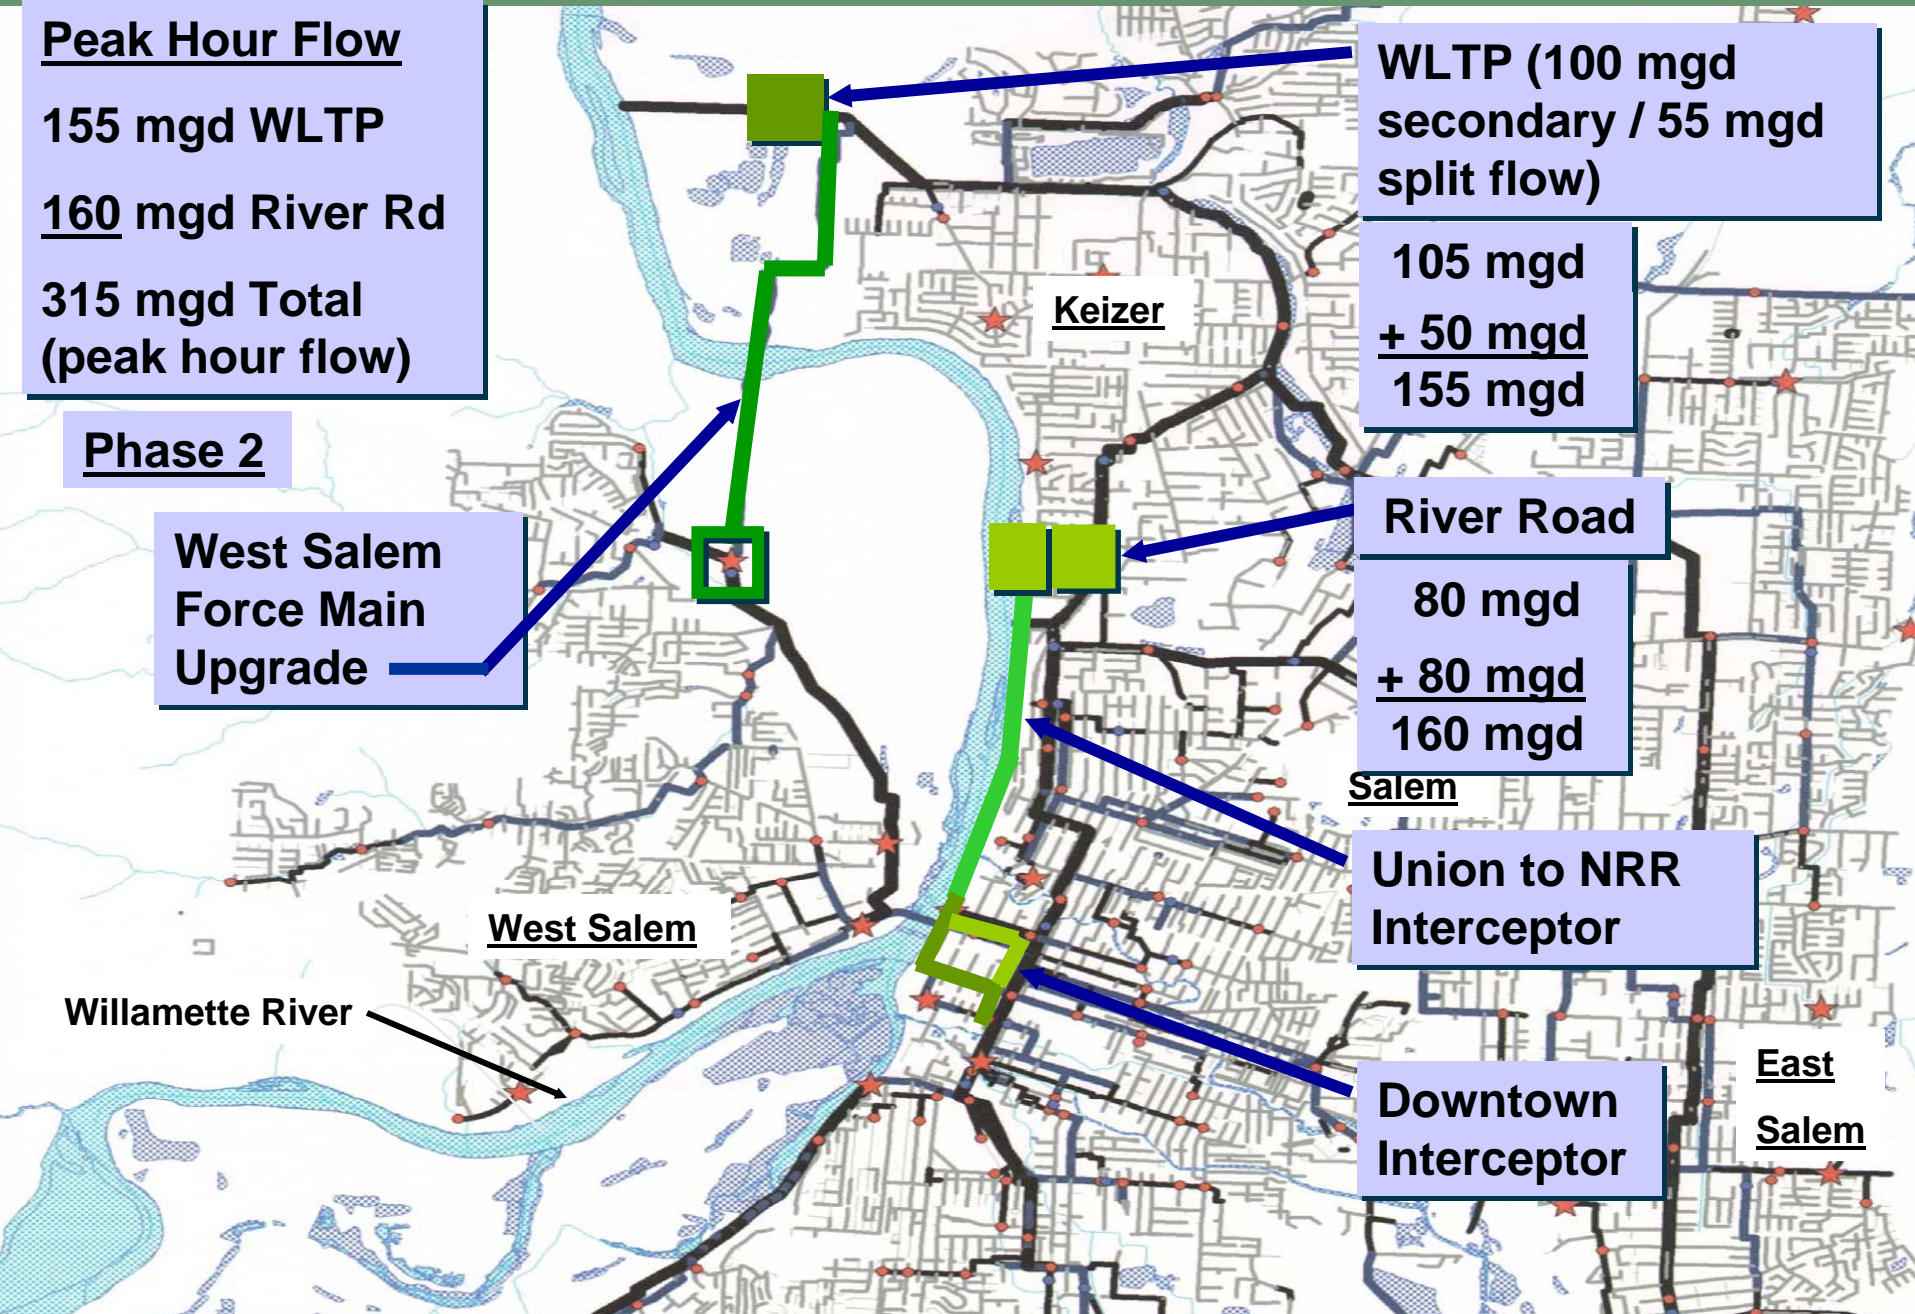 Peak Hour Flow
155 mgd WLTP
160 mgd River Rd
315 mgd Total
(peak hour flow)
Phase 2
West Salem
Force Main
Upgrade
WLTP (100 mgd
secondary / 55 mgd
split flow)
105 mgd
+ 50 mgd
155 mgd
Keizer
River Road
80 mgd
+ 80 mgd
160 mgd
Salem
Union to NRR
Interceptor
West Salem
Willamette River
Downtown
Interceptor
East
Salem